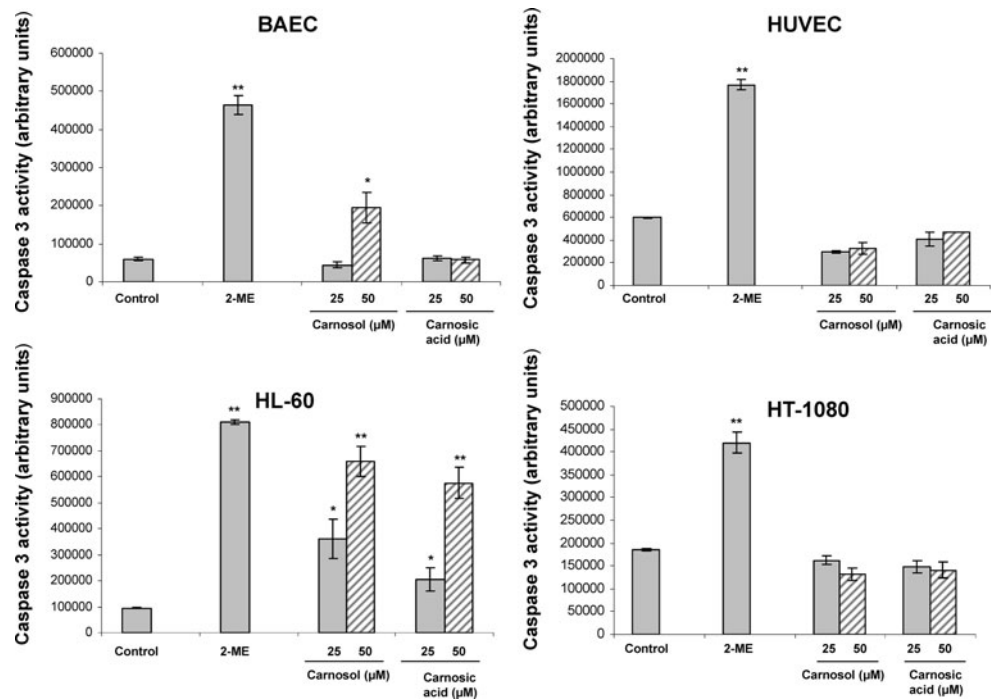 BAEC
Caspase 3 activity (arbitrary units)
600000
500000
400000
300000
200000
100000
0
**
*
Control
2-ME
25 50
25 50
Carnosol (µM)
Carnosic
acid (µM)
HUVEC
Caspase 3 activity (arbitrary units)
2000000
1800000
1600000
1400000
1200000
1000000
800000
600000
400000
200000
0
**
Control
2-ME
25 50
25 50
Carnosol (µM)
Carnosic
acid (µM)
HL-60
Caspase 3 activity (arbitrary units)
900000
800000
700000
600000
500000
400000
300000
200000
100000
0
**
*
**
*
**
Control
2-ME
25 50
25 50
Carnosol (µM)
Carnosic
acid (µM)
HT-1080
Caspase 3 activity (arbitrary units)
500000
450000
400000
350000
300000
250000
200000
150000
100000
50000
0
**
Control
2-ME
25 50
25 50
Carnosol (µM)
Carnosic
acid (µM)